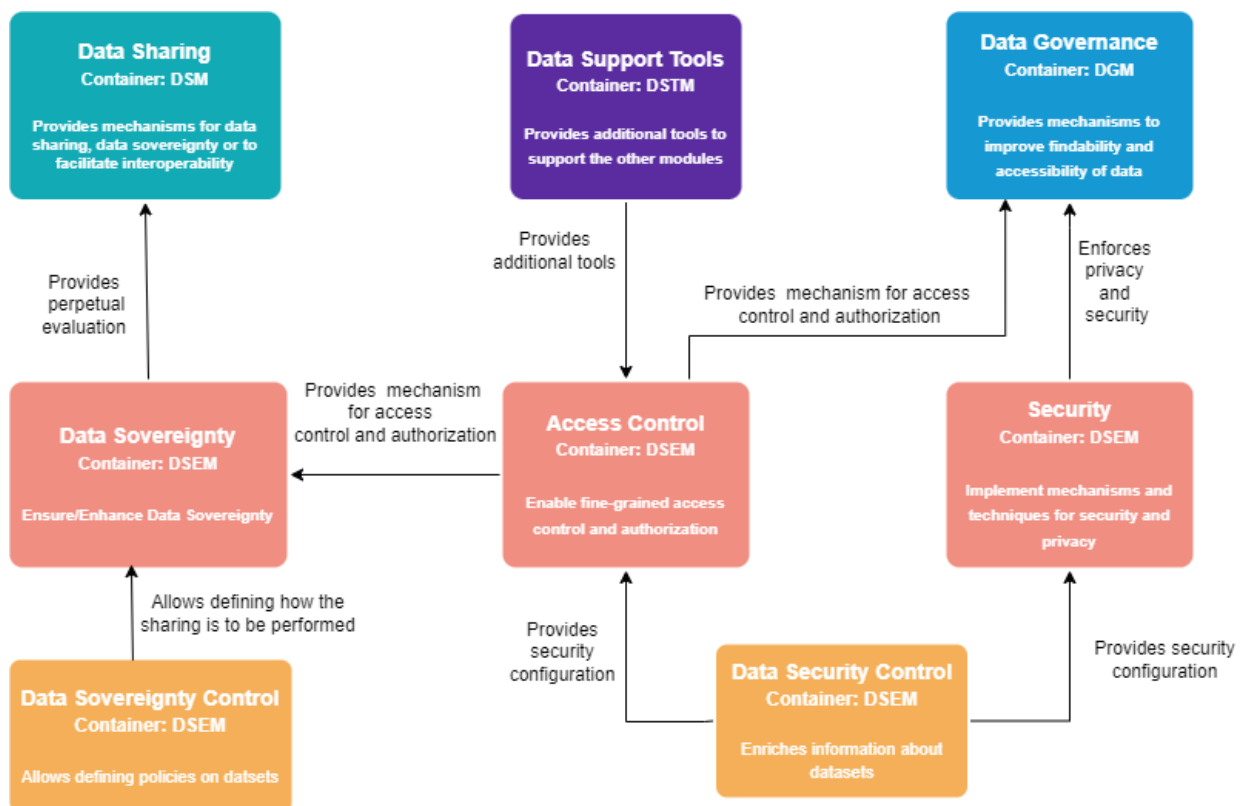 Data Sharing
Container: DSM
Provides mechanisms for data
sharing, data sovereignty or to
facilitate interoperability
Data Support Tools
Container: DSTM
Provides additional tools to
support the other modules
Data Governance
Container: DGM
Provides mechanisms to
improve findability and
accessibility of data
Provides
perpetual
evaluation
Provides
additional tools
Provides mechanism for access
control and authorization
Enforces
privacy
and
security
Provides mechanism
for access
control and authorization
Data Sovereignty
Container: DSEM
Ensure/Enhance Data Sovereignty
Access Control
Container: DSEM
Enable fine-grained access
control and authorization
Security
Container: DSEM
Implement mechanisms and
techniques for security and
privacy
Allows defining how the
sharing is to be performed
Provides
security
configuration
Provides security
configuration
Data Sovereignty Control
Container: DSEM
Allows defining policies on datsets
Data Security Control
Container: DSEM
Enriches information about
datasets